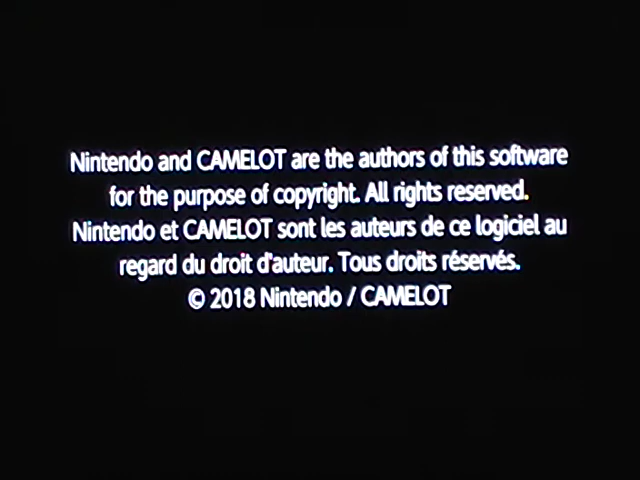 Nintendo and CAMELOT are the authors of this software
for the purpose of copyright. All rights reserved.
Nintendo et CAMELOT sont les auteurs de ce logiciel au
regard du droit d'auteur. Tous droits réservés.
© 2018 Nintendo / CAMELOT